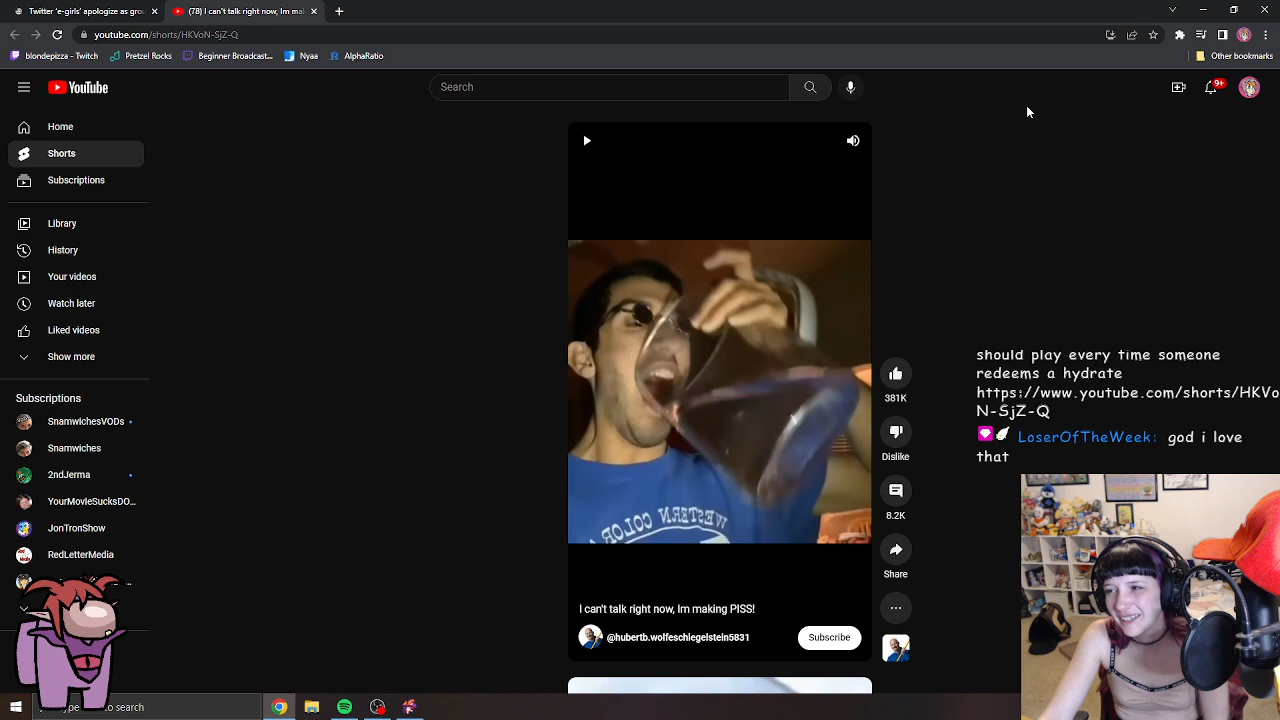 Twitter 'e-girls' apologize as gro
(78) I can't talk right now, Im mak
youtube.com/shorts/HKVoN-SjZ-Q
blondepizza - Twitch
Pretzel Rocks
Beginner Broadcast...
Nyaa
AlphaRatio
Other bookmarks
YouTube
Search
9+
Home
Shorts
Subscriptions
Library
History
Your videos
Watch later
Liked videos
Show more
Subscriptions
SnamwichesVODs
Snamwiches
2ndJerma
YourMovieSucksDO...
JonTronShow
RedLetterMedia
WESTERN COLOR
381K
Dislike
8.2K
Share
I can't talk right now, Im making PISS!
@hubertb.wolfeschlegelstein5831
Subscribe
should play every time someone
redeems a hydrate
https://www.youtube.com/shorts/HKVo
N-SjZ-Q
LoserOfTheWeek: god i love
that